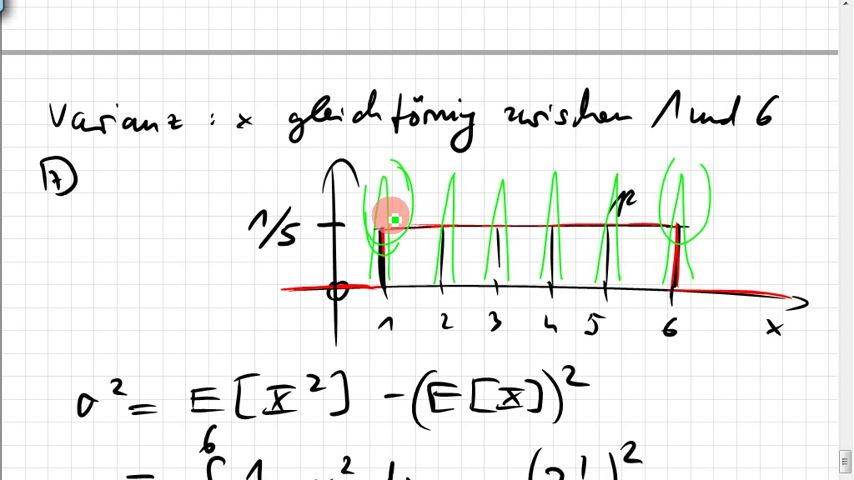 Varianz : x gleichförmig zwischen 1 und 6
7
p
1/5
0
1 2 3 4 5 6 x
σ² = E[X²] - (E[X])²
6